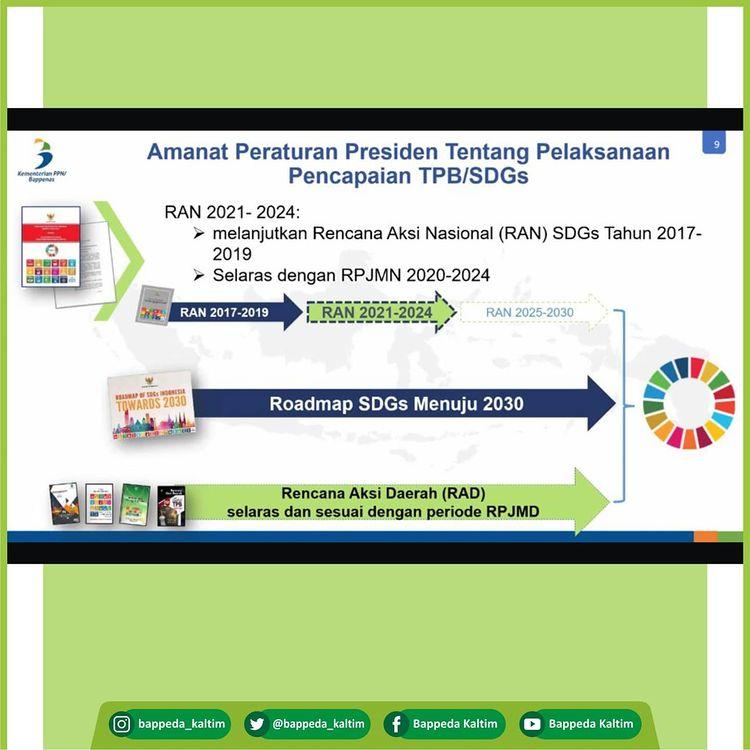 9
Amanat Peraturan Presiden Tentang Pelaksanaan
Pencapaian TPB/SDGs
Kementerian PPN/
Bappenas
RAN 2021- 2024:
➢ melanjutkan Rencana Aksi Nasional (RAN) SDGs Tahun 2017-
2019
➢ Selaras dengan RPJMN 2020-2024
RAN 2017-2019
RAN 2021-2024
RAN 2025-2030
ROADMAP OF SDGs INDONESIA
TOWARDS 2030
Roadmap SDGs Menuju 2030
Rencana Aksi Daerah (RAD)
selaras dan sesuai dengan periode RPJMD
bappeda_kaltim
@bappeda_kaltim
Bappeda Kaltim
Bappeda Kaltim